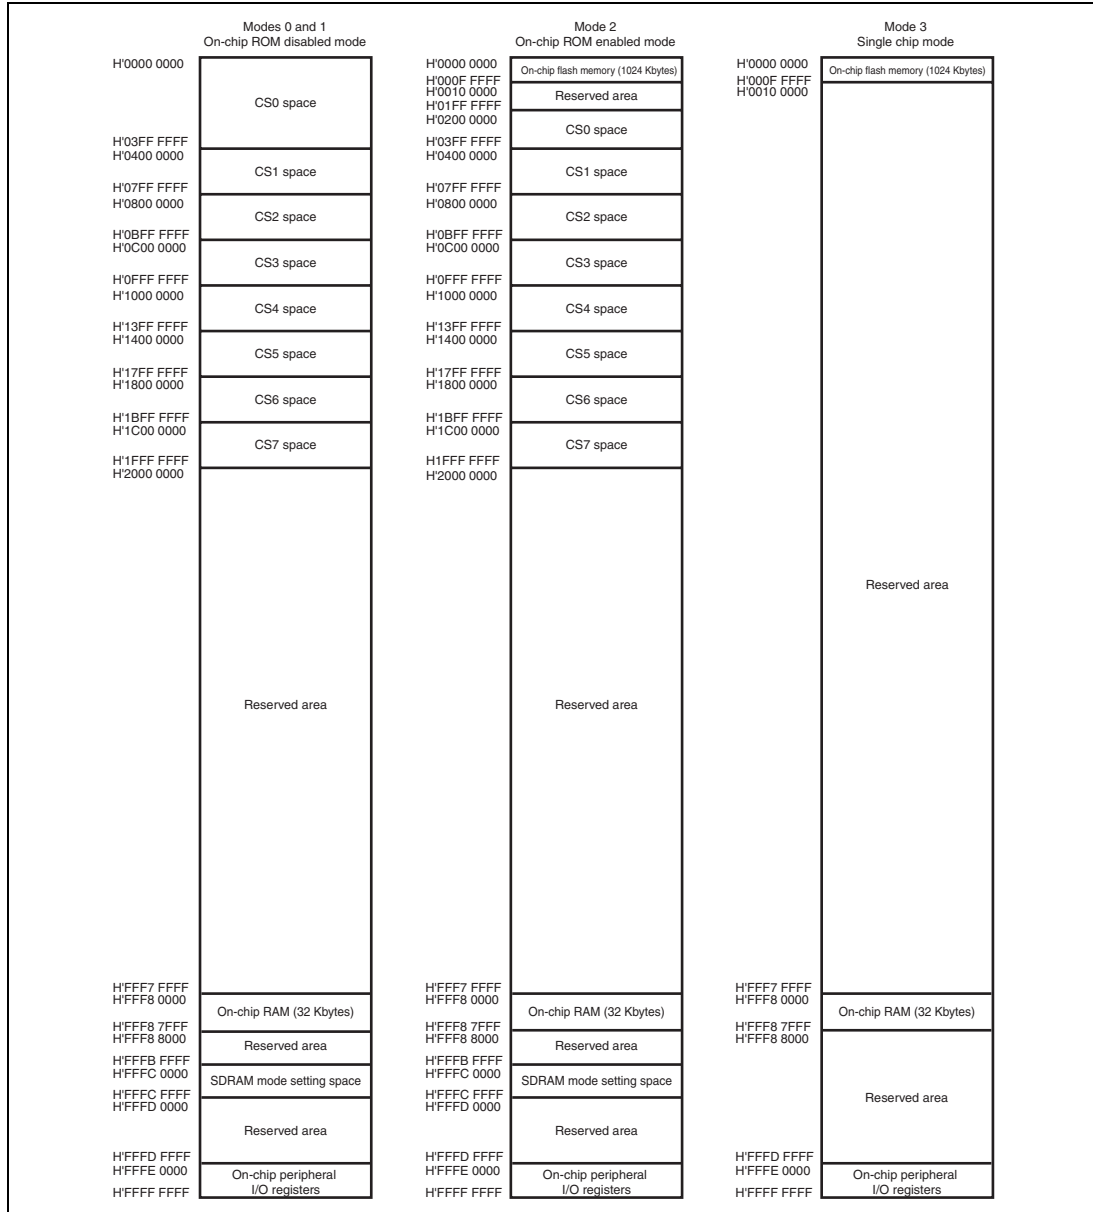 Modes 0 and 1
On-chip ROM disabled mode
H'0000 0000
CS0 space
H'03FF FFFF
H'0400 0000
CS1 space
H'07FF FFFF
H'0800 0000
CS2 space
H'0BFF FFFF
H'0C00 0000
CS3 space
H'0FFF FFFF
H'1000 0000
CS4 space
H'13FF FFFF
H'1400 0000
CS5 space
H'17FF FFFF
H'1800 0000
CS6 space
H'1BFF FFFF
H'1C00 0000
CS7 space
H'1FFF FFFF
H'2000 0000
Reserved area
H'FFF7 FFFF
H'FFF8 0000
On-chip RAM (32 Kbytes)
H'FFF8 7FFF
H'FFF8 8000
Reserved area
H'FFFB FFFF
H'FFFC 0000
SDRAM mode setting space
H'FFFC FFFF
H'FFFD 0000
Reserved area
H'FFFD FFFF
H'FFFE 0000
On-chip peripheral
I/O registers
H'FFFF FFFF
Mode 2
On-chip ROM enabled mode
H'0000 0000
On-chip flash memory (1024 Kbytes)
H'000F FFFF
H'0010 0000
Reserved area
H'01FF FFFF
H'0200 0000
CS0 space
H'03FF FFFF
H'0400 0000
CS1 space
H'07FF FFFF
H'0800 0000
CS2 space
H'0BFF FFFF
H'0C00 0000
CS3 space
H'0FFF FFFF
H'1000 0000
CS4 space
H'13FF FFFF
H'1400 0000
CS5 space
H'17FF FFFF
H'1800 0000
CS6 space
H'1BFF FFFF
H'1C00 0000
CS7 space
H1FFF FFFF
H'2000 0000
Reserved area
H'FFF7 FFFF
H'FFF8 0000
On-chip RAM (32 Kbytes)
H'FFF8 7FFF
H'FFF8 8000
Reserved area
H'FFFB FFFF
H'FFFC 0000
SDRAM mode setting space
H'FFFC FFFF
H'FFFD 0000
Reserved area
H'FFFD FFFF
H'FFFE 0000
On-chip peripheral
I/O registers
H'FFFF FFFF
Mode 3
Single chip mode
H'0000 0000
On-chip flash memory (1024 Kbytes)
H'000F FFFF
H'0010 0000
Reserved area
H'FFF7 FFFF
H'FFF8 0000
On-chip RAM (32 Kbytes)
H'FFF8 7FFF
H'FFF8 8000
Reserved area
H'FFFD FFFF
H'FFFE 0000
On-chip peripheral
I/O registers
H'FFFF FFFF